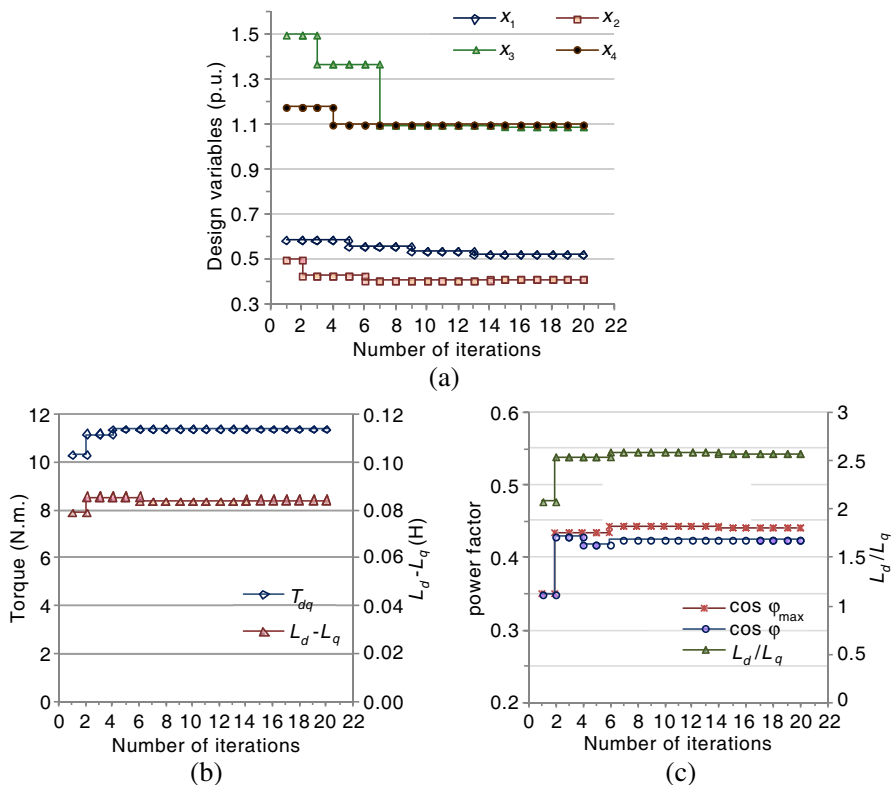 x1 x2
x3 x4
Design variables (p.u.)
1.5
1.3
1.1
0.9
0.7
0.5
0.3
0 2 4 6 8 10 12 14 16 18 20 22
Number of iterations
(a)
Torque (N.m.)
12
10
8
6
4
2
0
0.12
0.10
0.08
0.06
0.04
0.02
0.00
Ld-Lq (H)
Tdq
Ld-Lq
0 2 4 6 8 10 12 14 16 18 20 22
Number of iterations
(b)
power factor
0.6
0.5
0.4
0.3
0.2
3
2.5
2
1.5
1
0.5
0
Ld/Lq
cos φmax
cos φ
Ld/Lq
0 2 4 6 8 10 12 14 16 18 20 22
Number of iterations
(c)